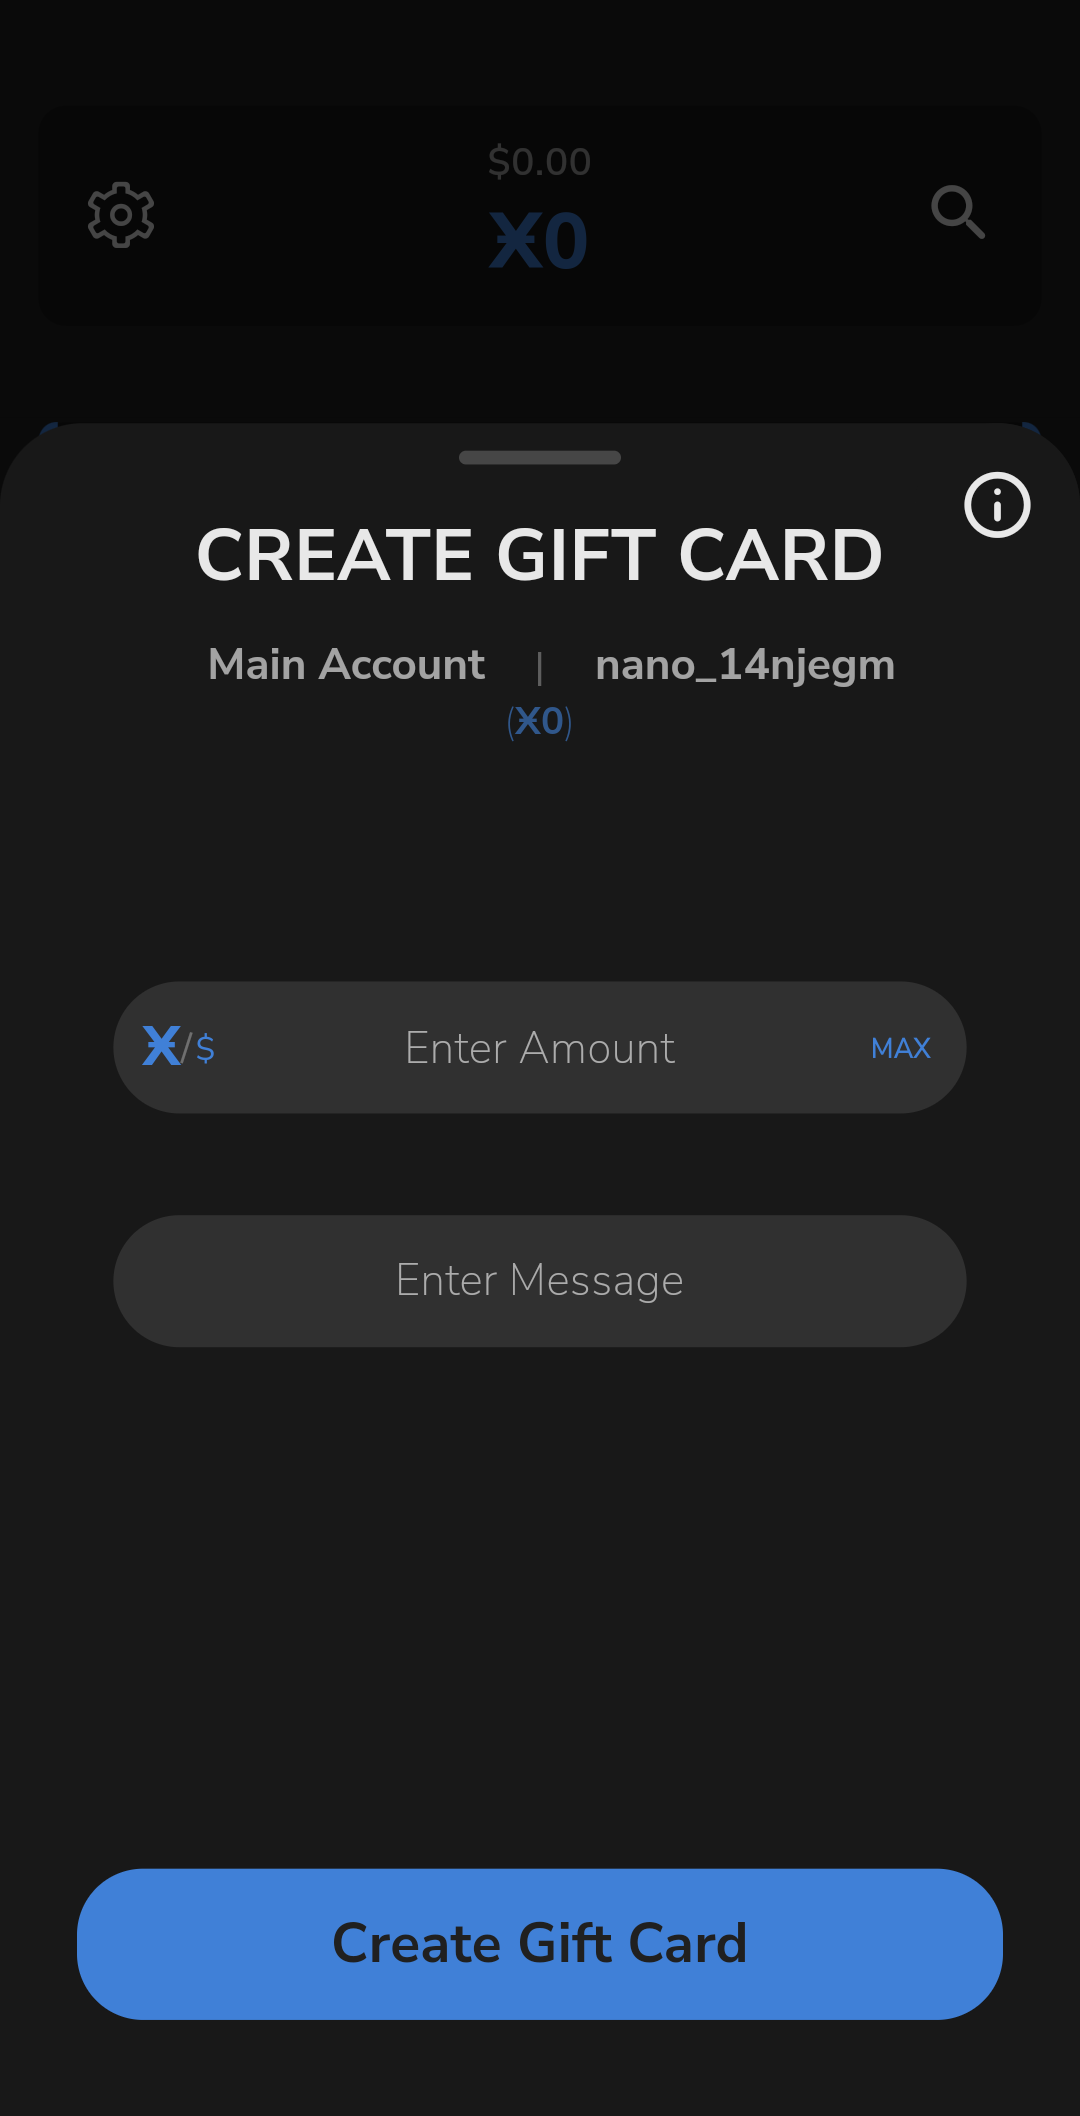 $0.00
Ӿ0
CREATE GIFT CARD
Main Account | nano_14njegm
(Ӿ0)
Ӿ/$ Enter Amount MAX
Enter Message
Create Gift Card